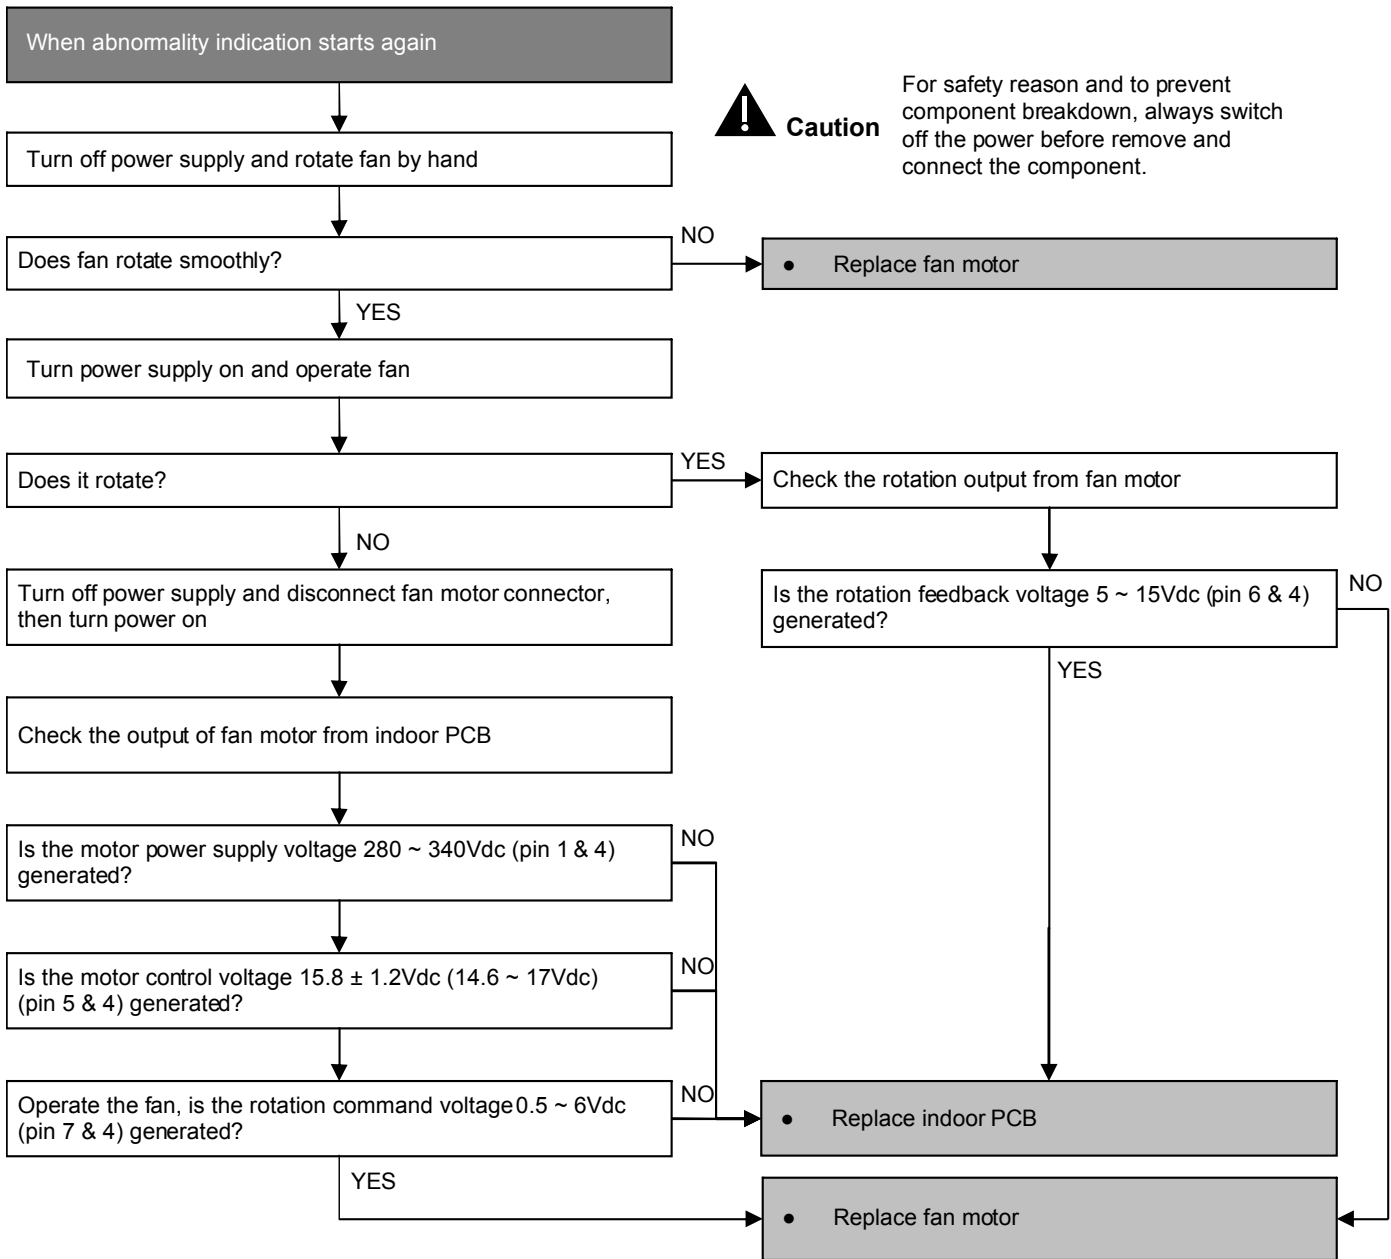 When abnormality indication starts again
Caution
For safety reason and to prevent
component breakdown, always switch
off the power before remove and
connect the component.
Turn off power supply and rotate fan by hand
Does fan rotate smoothly?
NO
• Replace fan motor
YES
Turn power supply on and operate fan
Does it rotate?
YES
Check the rotation output from fan motor
NO
Turn off power supply and disconnect fan motor connector,
then turn power on
Is the rotation feedback voltage 5 ~ 15Vdc (pin 6 & 4)
generated?
NO
YES
Check the output of fan motor from indoor PCB
Is the motor power supply voltage 280 ~ 340Vdc (pin 1 & 4)
generated?
NO
Is the motor control voltage 15.8 ± 1.2Vdc (14.6 ~ 17Vdc)
(pin 5 & 4) generated?
NO
Operate the fan, is the rotation command voltage 0.5 ~ 6Vdc
(pin 7 & 4) generated?
NO
• Replace indoor PCB
YES
• Replace fan motor